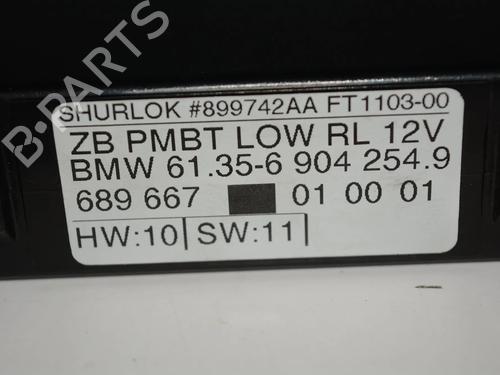 SHURLOK #899742AA FT1103-00
ZB PMBT LOW RL 12V
BMW 61.35-6 904 254.9
689 667 01 00 01
HW:10 SW:11